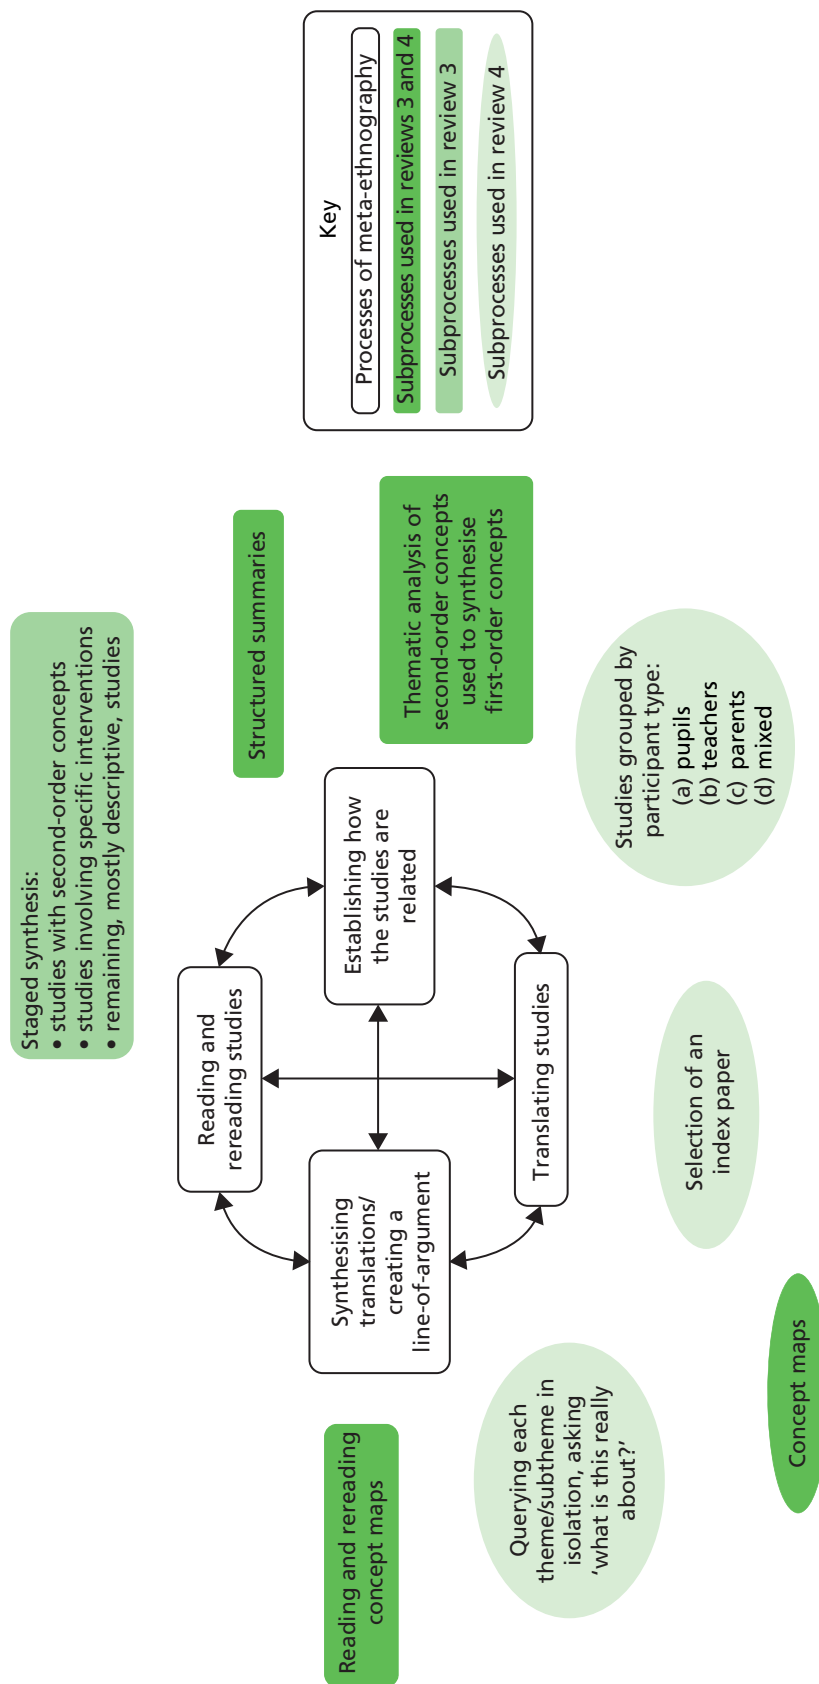 Staged synthesis:
• studies with second-order concepts
• studies involving specific interventions
• remaining, mostly descriptive, studies
Structured summaries
Reading and
rereading studies
Establishing how
the studies are
related
Synthesising
translations/
creating a
line-of-argument
Translating studies
Reading and rereading
concept maps
Thematic analysis of
second-order concepts
used to synthesise
first-order concepts
Querying each
theme/subtheme in
isolation, asking
‘what is this really
about?’
Selection of an
index paper
Studies grouped by
participant type:
(a) pupils
(b) teachers
(c) parents
(d) mixed
Concept maps
Key
Processes of meta-ethnography
Subprocesses used in reviews 3 and 4
Subprocesses used in review 3
Subprocesses used in review 4